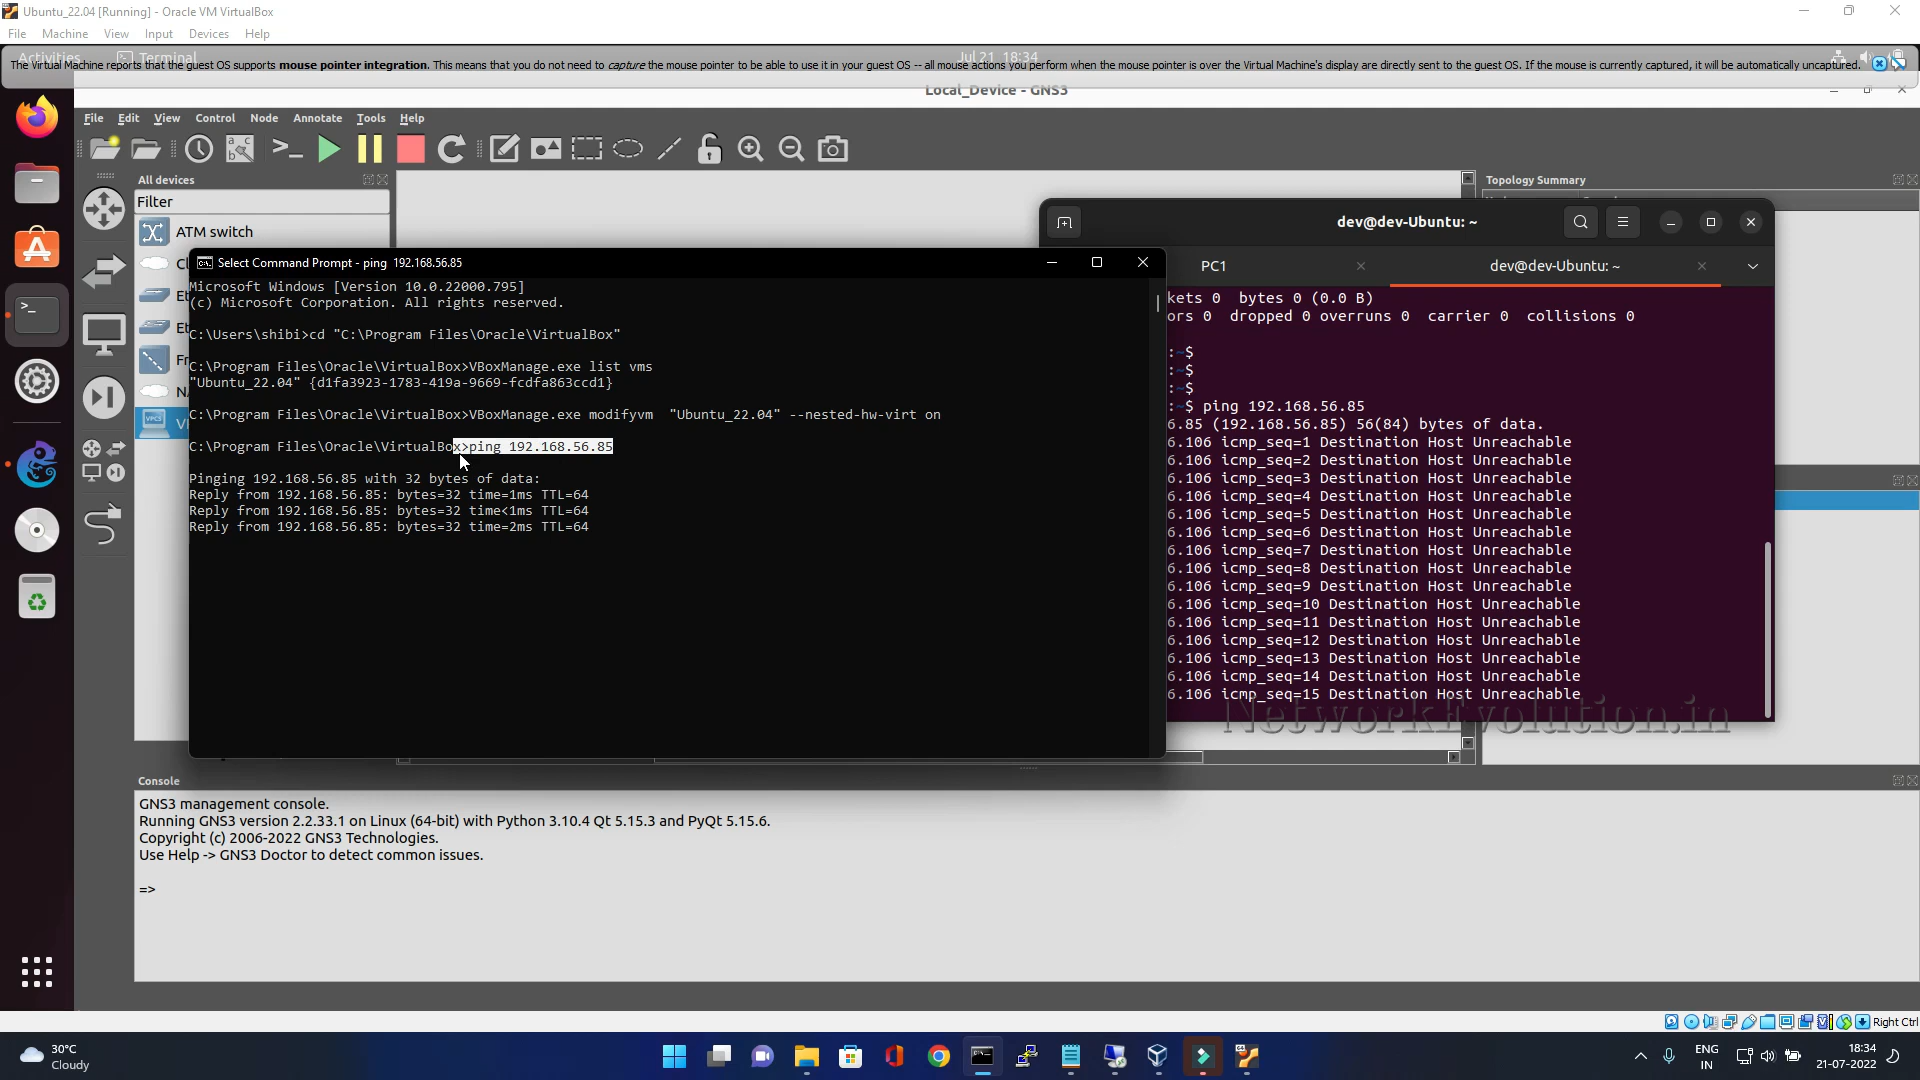 Ubuntu_22.04 [Running] - Oracle VM VirtualBox
File Machine View Input Devices Help
Activities Terminal Jul 21 18:34
The Virtual Machine reports that the guest OS supports mouse pointer integration. This means that you do not need to capture the mouse pointer to be able to use it in your guest OS -- all mouse actions you perform when the mouse pointer is over the Virtual Machine's display are directly sent to the guest OS. If the mouse is currently captured, it will be automatically uncaptured.
Local_Device - GNS3
File Edit View Control Node Annotate Tools Help
All devices
Filter
ATM switch
Topology Summary
Select Command Prompt - ping 192.168.56.85
Microsoft Windows [Version 10.0.22000.795]
(c) Microsoft Corporation. All rights reserved.
C:\Users\shibi>cd "C:\Program Files\Oracle\VirtualBox"
C:\Program Files\Oracle\VirtualBox>VBoxManage.exe list vms
"Ubuntu_22.04" {d1fa3923-1783-419a-9669-fcdfa863ccd1}
C:\Program Files\Oracle\VirtualBox>VBoxManage.exe modifyvm "Ubuntu_22.04" --nested-hw-virt on
C:\Program Files\Oracle\VirtualBox>ping 192.168.56.85
Pinging 192.168.56.85 with 32 bytes of data:
Reply from 192.168.56.85: bytes=32 time=1ms TTL=64
Reply from 192.168.56.85: bytes=32 time<1ms TTL=64
Reply from 192.168.56.85: bytes=32 time=2ms TTL=64
dev@dev-Ubuntu: ~
PC1
dev@dev-Ubuntu: ~
kets 0 bytes 0 (0.0 B)
ors 0 dropped 0 overruns 0 carrier 0 collisions 0
:~$
:~$
:~$
:~$ ping 192.168.56.85
6.85 (192.168.56.85) 56(84) bytes of data.
6.106 icmp_seq=1 Destination Host Unreachable
6.106 icmp_seq=2 Destination Host Unreachable
6.106 icmp_seq=3 Destination Host Unreachable
6.106 icmp_seq=4 Destination Host Unreachable
6.106 icmp_seq=5 Destination Host Unreachable
6.106 icmp_seq=6 Destination Host Unreachable
6.106 icmp_seq=7 Destination Host Unreachable
6.106 icmp_seq=8 Destination Host Unreachable
6.106 icmp_seq=9 Destination Host Unreachable
6.106 icmp_seq=10 Destination Host Unreachable
6.106 icmp_seq=11 Destination Host Unreachable
6.106 icmp_seq=12 Destination Host Unreachable
6.106 icmp_seq=13 Destination Host Unreachable
6.106 icmp_seq=14 Destination Host Unreachable
6.106 icmp_seq=15 Destination Host Unreachable
NetworkEvolution.in
Console
GNS3 management console.
Running GNS3 version 2.2.33.1 on Linux (64-bit) with Python 3.10.4 Qt 5.15.3 and PyQt 5.15.6.
Copyright (c) 2006-2022 GNS3 Technologies.
Use Help -> GNS3 Doctor to detect common issues.
=>
Right Ctrl
30°C
Cloudy
ENG
IN
18:34
21-07-2022